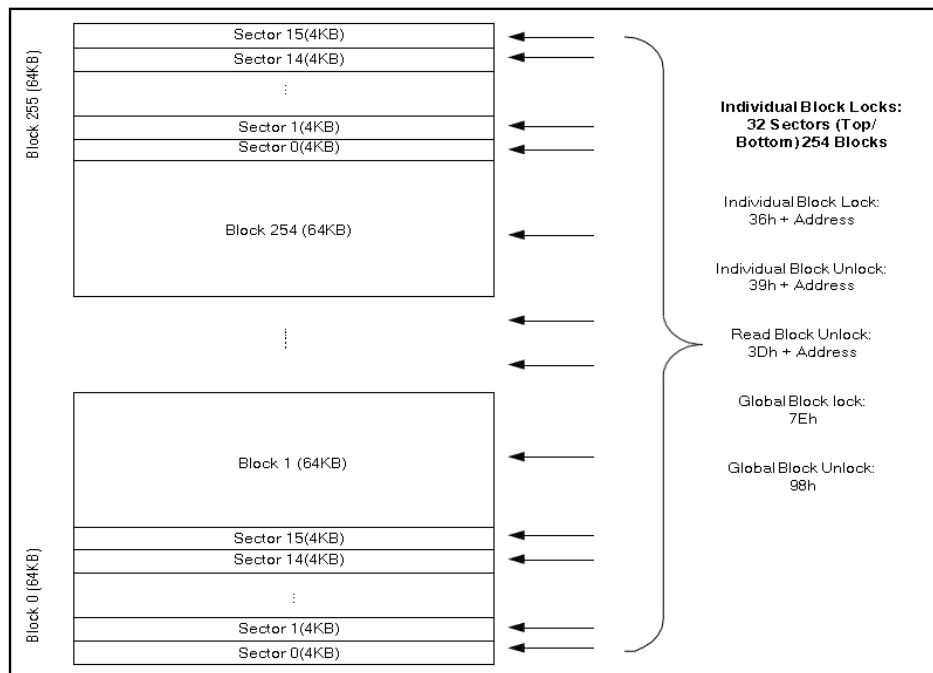 Block 255 (64KB)
Sector 15(4KB)
Sector 14(4KB)
Sector 1(4KB)
Sector 0(4KB)
Block 254 (64KB)
Block 1 (64KB)
Block 0 (64KB)
Sector 15(4KB)
Sector 14(4KB)
Sector 1(4KB)
Sector 0(4KB)
Individual Block Locks:
32 Sectors (Top/
Bottom) 254 Blocks
Individual Block Lock:
36h + Address
Individual Block Unlock:
39h + Address
Read Block Unlock:
3Dh + Address
Global Block lock:
7Eh
Global Block Unlock:
98h